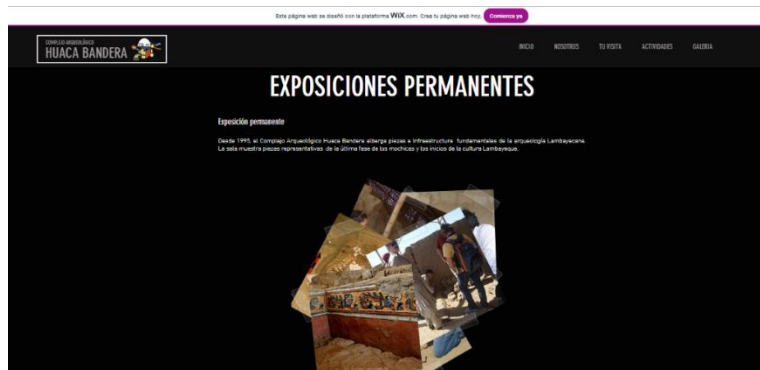 Esta página web se diseñó con la plataforma WiX.com. Crea tu página web hoy. Comienza ya
COMPLEJO ARQUEOLÓGICO
HUACA BANDERA
INICIO NOSOTROS TU VISITA ACTIVIDADES GALERIA
EXPOSICIONES PERMANENTES
Exposición permanente
Desde 1995, el Complejo Arqueológico Huaca Bandera alberga piezas e infraestructura fundamentales de la arqueología Lambayecana.
La sala muestra piezas representativas de la última fase de los mochicas y los inicios de la cultura Lambayeque.